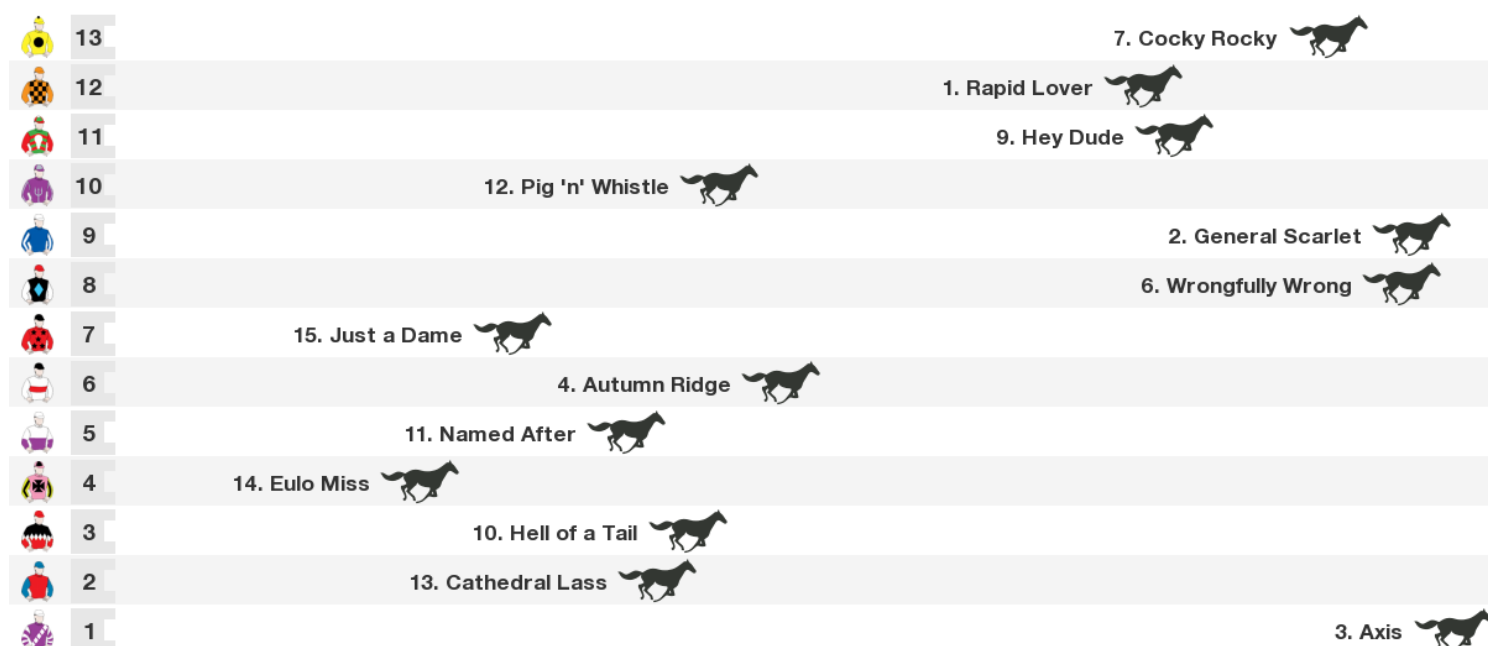 13 7. Cocky Rocky
12 1. Rapid Lover
11 9. Hey Dude
10 12. Pig 'n' Whistle
9 2. General Scarlet
8 6. Wrongfully Wrong
7 15. Just a Dame
6 4. Autumn Ridge
5 11. Named After
4 14. Eulo Miss
3 10. Hell of a Tail
2 13. Cathedral Lass
1 3. Axis